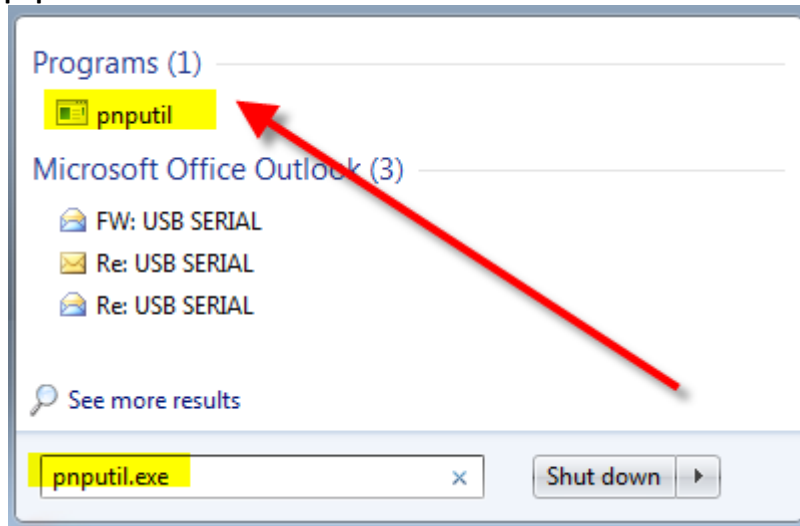 Programs (1)
pnputil
Microsoft Office Outlook (3)
FW: USB SERIAL
Re: USB SERIAL
Re: USB SERIAL
See more results
pnputil.exe
Shut down